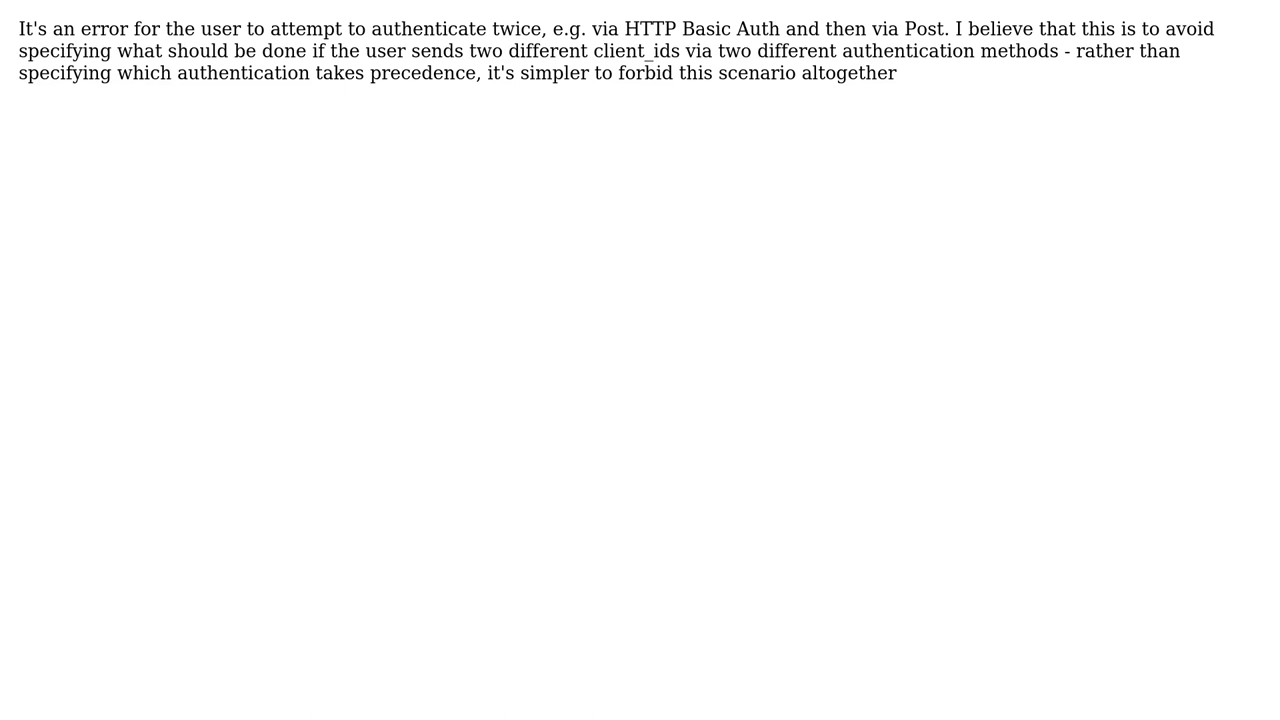 It's an error for the user to attempt to authenticate twice, e.g. via HTTP Basic Auth and then via Post. I believe that this is to avoid
specifying what should be done if the user sends two different client_ids via two different authentication methods - rather than
specifying which authentication takes precedence, it's simpler to forbid this scenario altogether